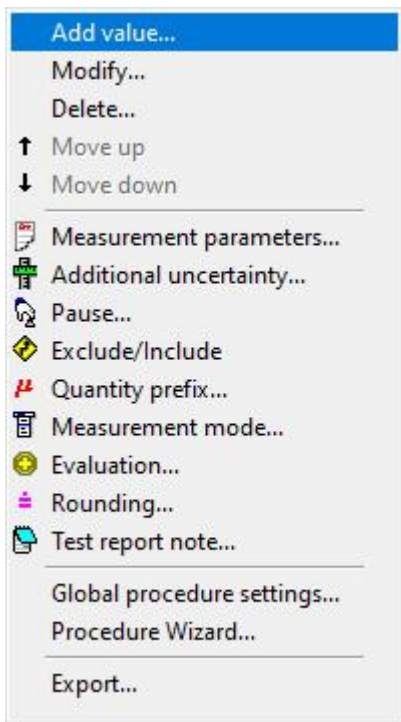 Add value...
Modify...
Delete...
Move up
Move down
Measurement parameters...
Additional uncertainty...
Pause...
Exclude/Include
Quantity prefix...
Measurement mode...
Evaluation...
Rounding...
Test report note...
Global procedure settings...
Procedure Wizard...
Export...